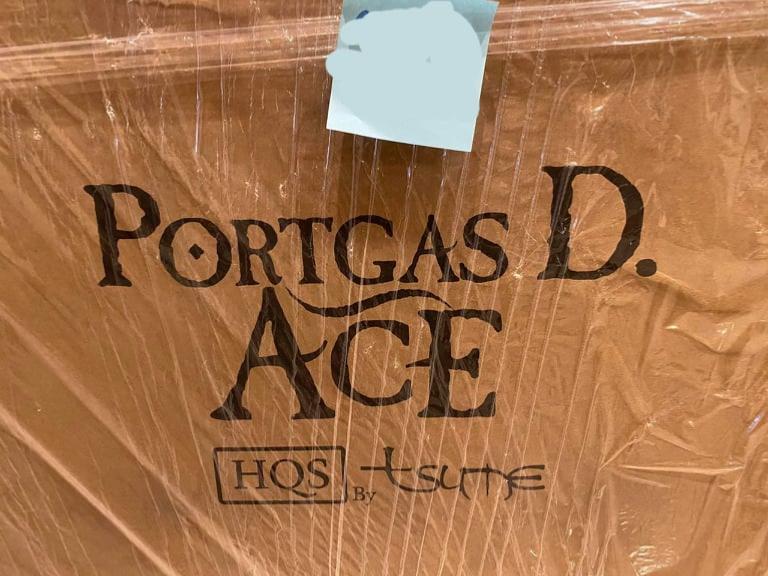 PORTGAS D.
ACE
HQS By tsume